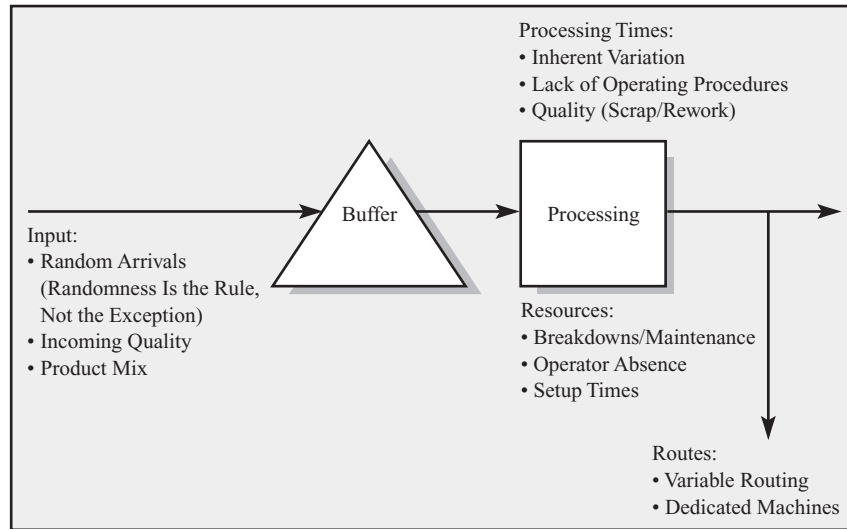 Processing Times:
• Inherent Variation
• Lack of Operating Procedures
• Quality (Scrap/Rework)
Buffer
Processing
Input:
• Random Arrivals
(Randomness Is the Rule,
Not the Exception)
• Incoming Quality
• Product Mix
Resources:
• Breakdowns/Maintenance
• Operator Absence
• Setup Times
Routes:
• Variable Routing
• Dedicated Machines